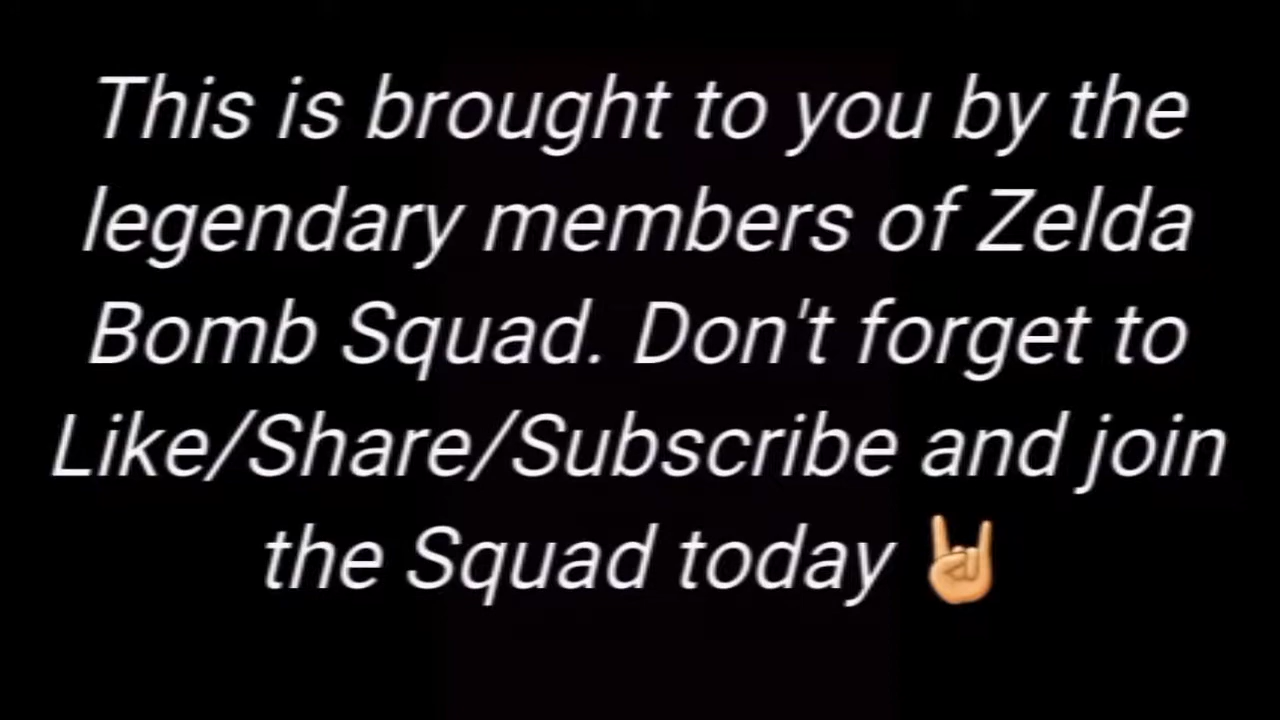 This is brought to you by the
legendary members of Zelda
Bomb Squad. Don't forget to
Like/Share/Subscribe and join
the Squad today 🤘